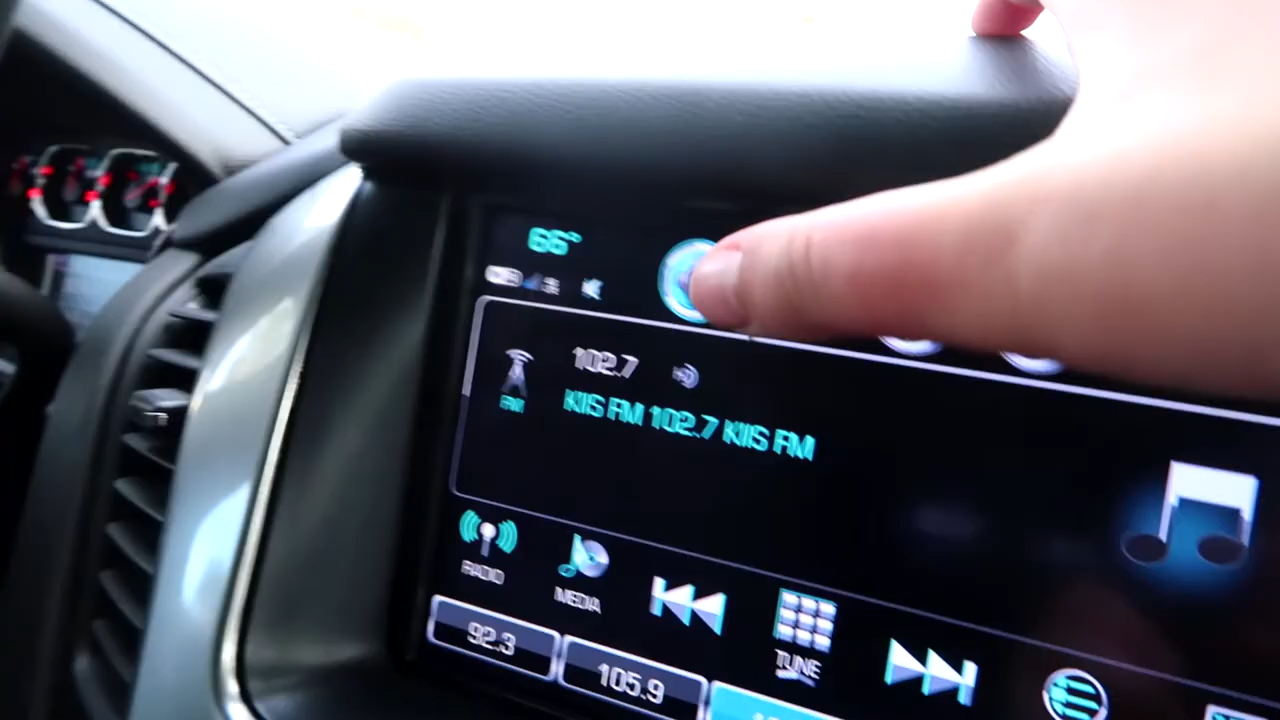 66°
102.7
FM
KIIS FM 102.7 KIIS FM
RADIO
MEDIA
TUNE
92.3
105.9